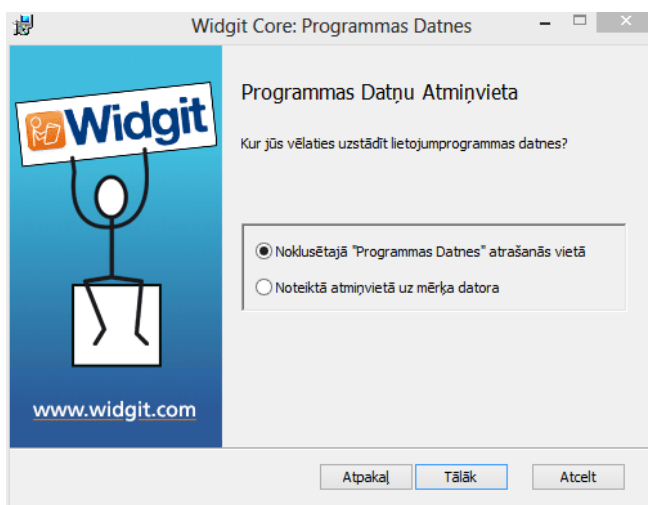 Widgit Core: Programmas Datnes
Widgit
Programmas Datņu Atmiņvieta
Kur jūs vēlaties uzstādīt lietojumprogrammas datnes?
Noklusētajā "Programmas Datnes" atrašanās vietā
Noteiktā atmiņvietā uz mērķa datora
www.widgit.com
Atpakaļ
Tālāk
Atcelt